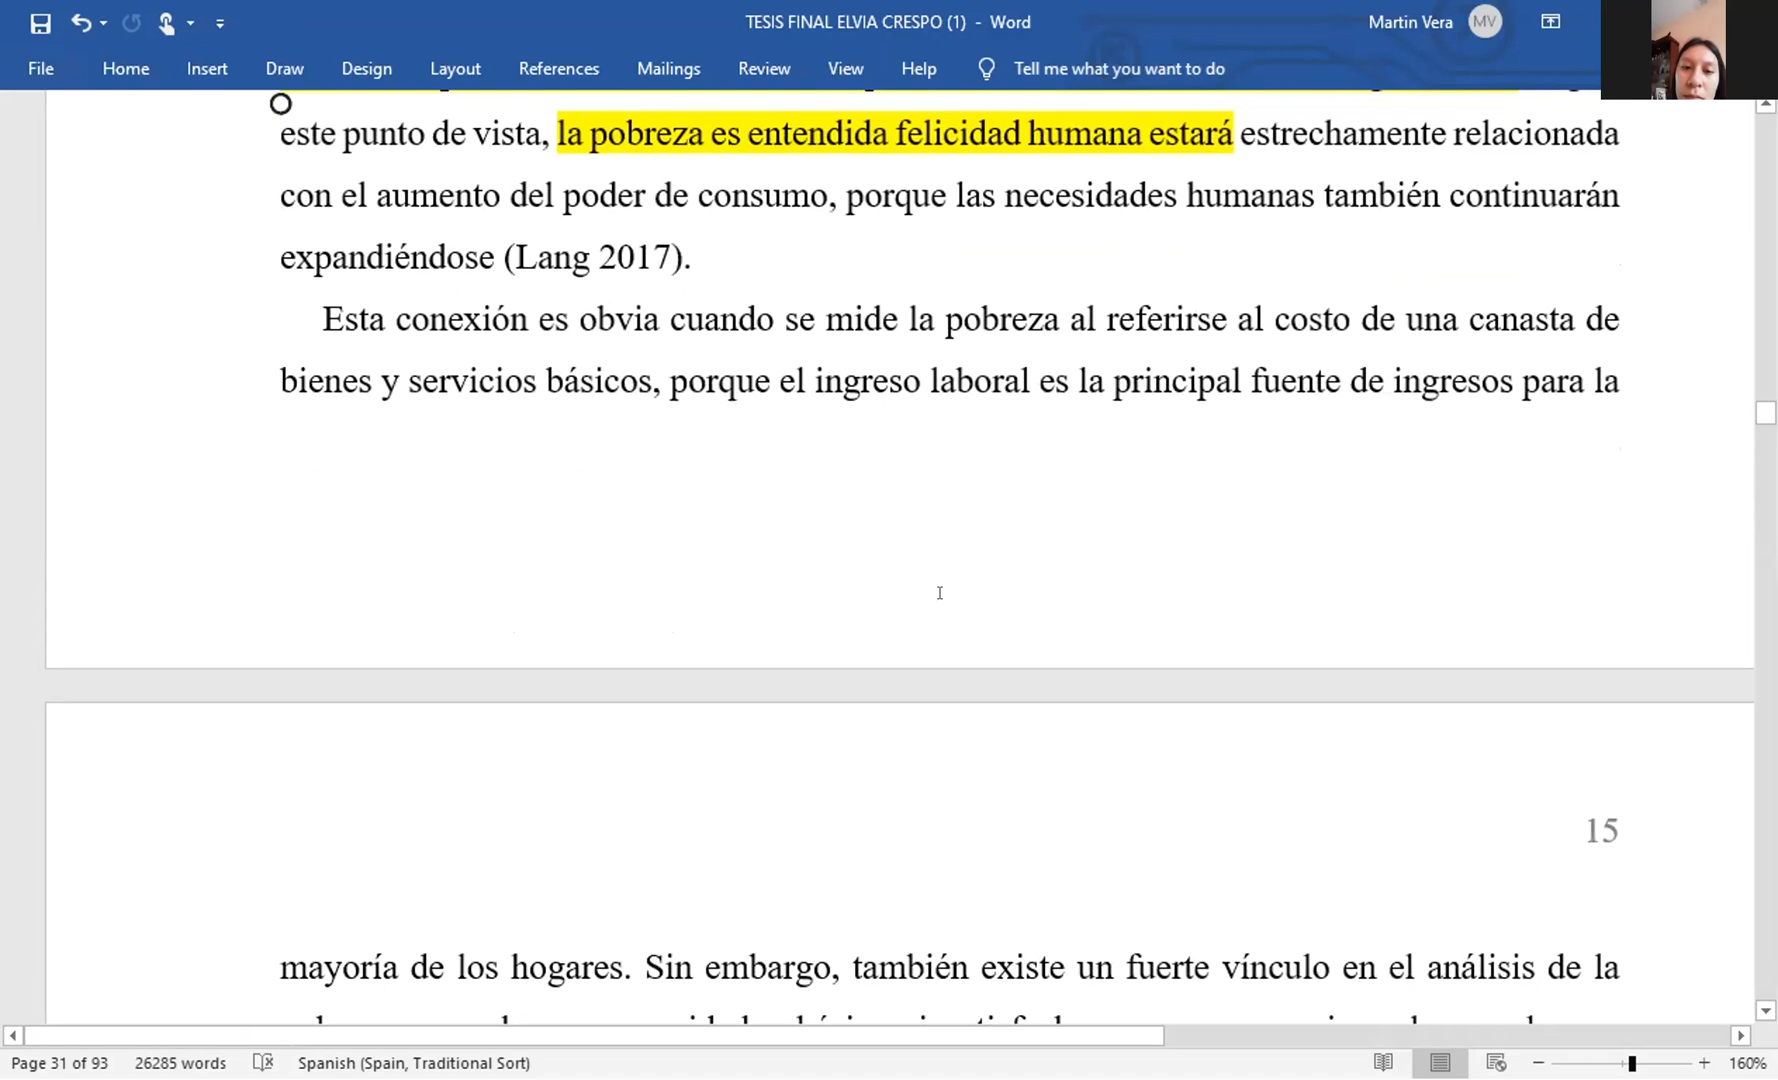 TESIS FINAL ELVIA CRESPO (1) - Word
Martin Vera
MV
File Home Insert Draw Design Layout References Mailings Review View Help Tell me what you want to do
este punto de vista, la pobreza es entendida felicidad humana estará estrechamente relacionada
con el aumento del poder de consumo, porque las necesidades humanas también continuarán
expandiéndose (Lang 2017).
Esta conexión es obvia cuando se mide la pobreza al referirse al costo de una canasta de
bienes y servicios básicos, porque el ingreso laboral es la principal fuente de ingresos para la
15
mayoría de los hogares. Sin embargo, también existe un fuerte vínculo en el análisis de la
Page 31 of 93 26285 words Spanish (Spain, Traditional Sort) 160%